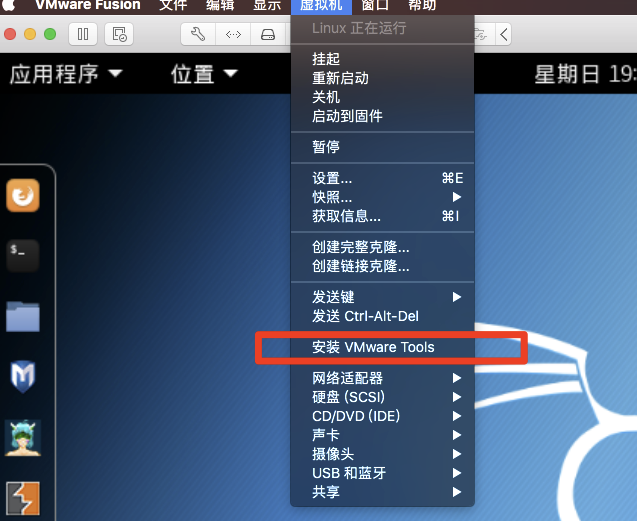 VMware Fusion 文件 编辑 显示 虚拟机 窗口 帮助
Linux 正在运行
应用程序 位置 星期日 19:
挂起
重新启动
关机
启动到固件
暂停
设置... ⌘E
快照...
获取信息... ⌘I
创建完整克隆...
创建链接克隆...
发送键
发送 Ctrl-Alt-Del
安装 VMware Tools
网络适配器
硬盘 (SCSI)
CD/DVD (IDE)
声卡
摄像头
USB 和蓝牙
共享